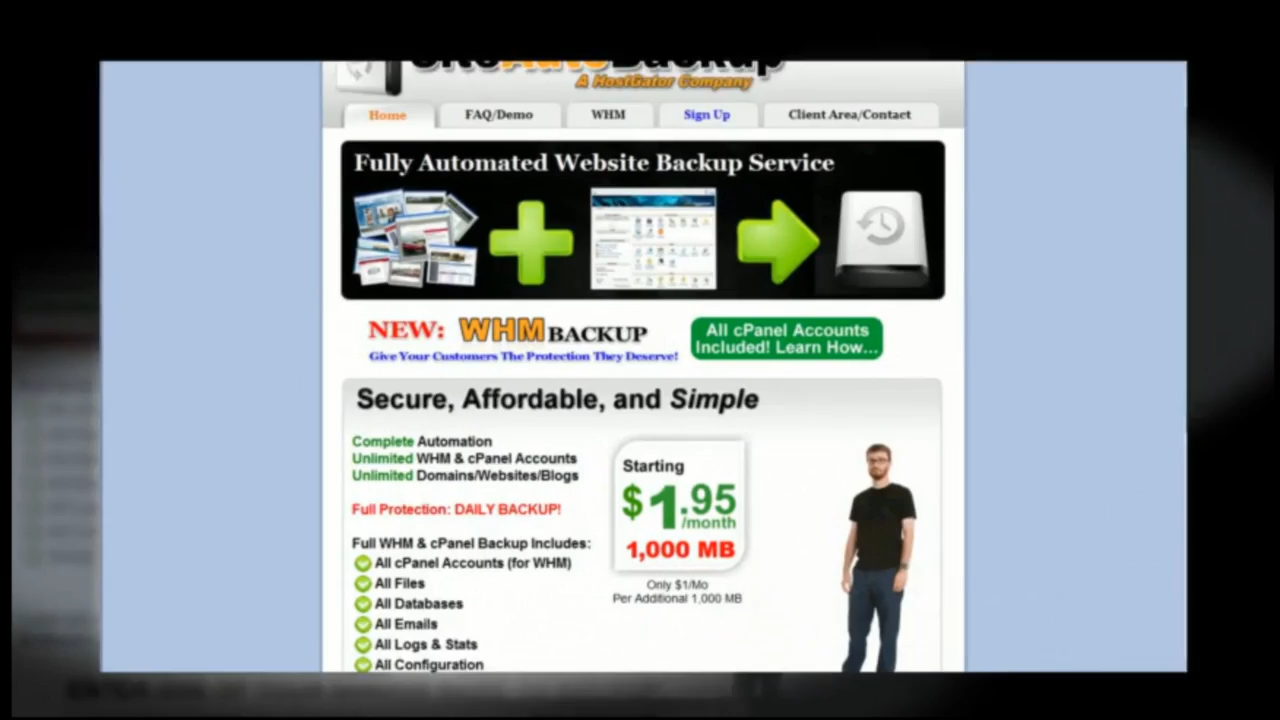 SiteAutoBackup
A HostGator Company
Home
FAQ/Demo
WHM
Sign Up
Client Area/Contact
Fully Automated Website Backup Service
NEW: WHM BACKUP
Give Your Customers The Protection They Deserve!
All cPanel Accounts
Included! Learn How...
Secure, Affordable, and Simple
Complete Automation
Unlimited WHM & cPanel Accounts
Unlimited Domains/Websites/Blogs
Full Protection: DAILY BACKUP!
Full WHM & cPanel Backup Includes:
All cPanel Accounts (for WHM)
All Files
All Databases
All Emails
All Logs & Stats
All Configuration
Starting
$1.95
/month
1,000 MB
Only $1/Mo
Per Additional 1,000 MB